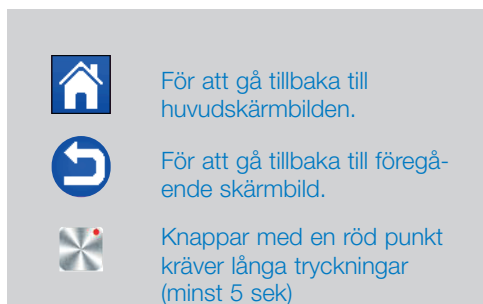 För att gå tillbaka till
huvudskärmbilden.
För att gå tillbaka till föregå-
ende skärmbild.
Knappar med en röd punkt
kräver långa tryckningar
(minst 5 sek)